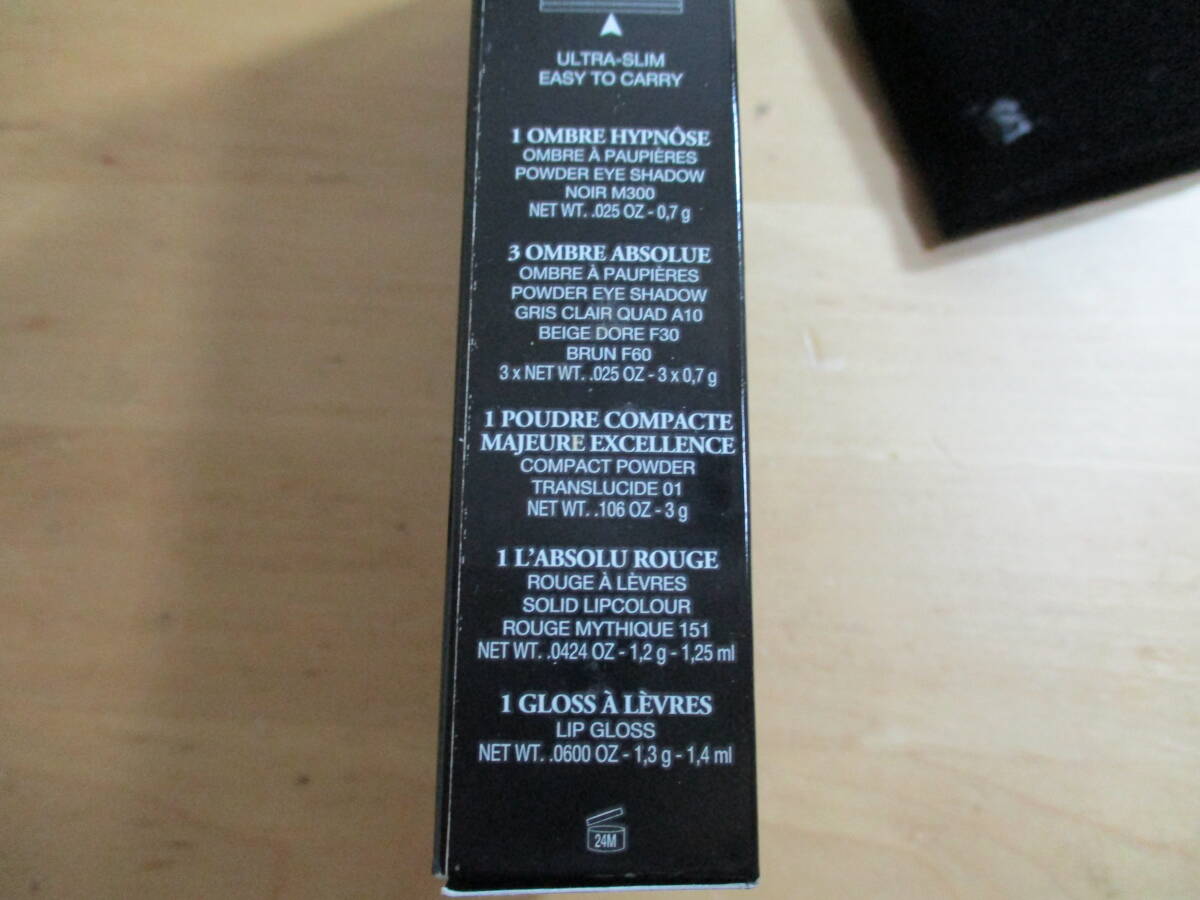 ULTRA-SLIM
EASY TO CARRY
1 OMBRE HYPNÔSE
OMBRE À PAUPIÈRES
POWDER EYE SHADOW
NOIR M300
NET WT. .025 OZ - 0,7 g
3 OMBRE ABSOLUE
OMBRE À PAUPIÈRES
POWDER EYE SHADOW
GRIS CLAIR QUAD A10
BEIGE DORE F30
BRUN F60
3 x NET WT. .025 OZ - 3 x 0,7 g
1 POUDRE COMPACTE
MAJEURE EXCELLENCE
COMPACT POWDER
TRANSLUCIDE 01
NET WT. .106 OZ - 3 g
1 L'ABSOLU ROUGE
ROUGE À LÈVRES
SOLID LIPCOLOUR
ROUGE MYTHIQUE 151
NET WT. .0424 OZ - 1,2 g - 1,25 ml
1 GLOSS À LÈVRES
LIP GLOSS
NET WT. .0600 OZ - 1,3 g - 1,4 ml
24M